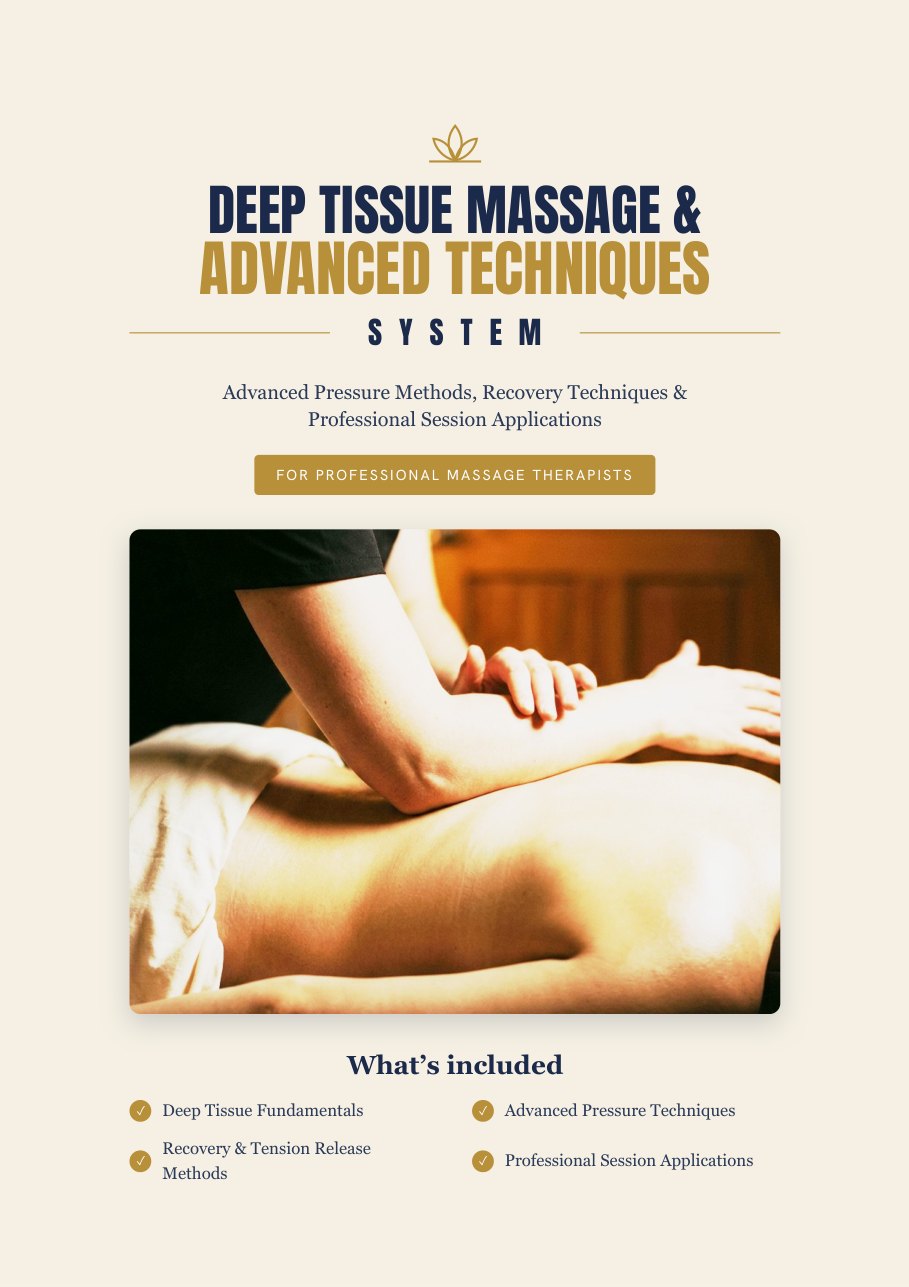 DEEP TISSUE MASSAGE &
ADVANCED TECHNIQUES
SYSTEM
Advanced Pressure Methods, Recovery Techniques &
Professional Session Applications
FOR PROFESSIONAL MASSAGE THERAPISTS
What’s included
Deep Tissue Fundamentals
Advanced Pressure Techniques
Recovery & Tension Release
Methods
Professional Session Applications